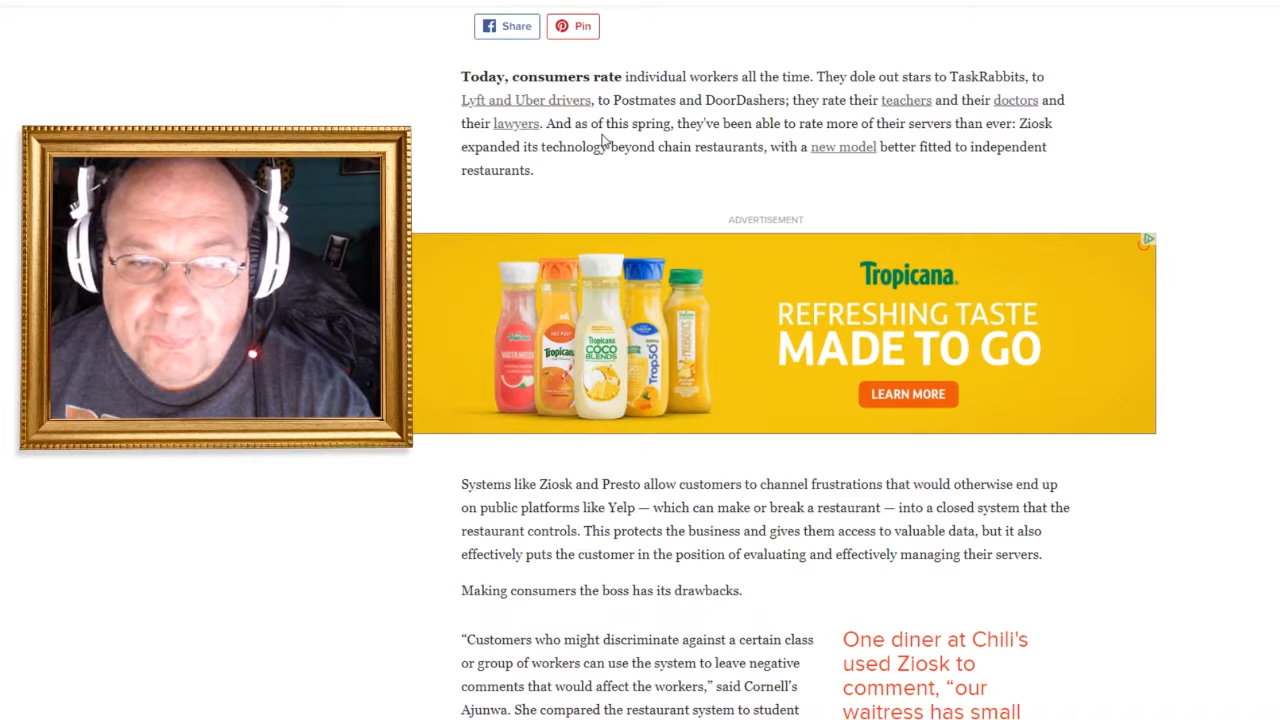 Share
Pin
Today, consumers rate individual workers all the time. They dole out stars to TaskRabbits, to
Lyft and Uber drivers, to Postmates and DoorDashers; they rate their teachers and their doctors and
their lawyers. And as of this spring, they've been able to rate more of their servers than ever: Ziosk
expanded its technology beyond chain restaurants, with a new model better fitted to independent
restaurants.
ADVERTISEMENT
Tropicana
REFRESHING TASTE
MADE TO GO
LEARN MORE
Tropicana
COCO
BLENDS
NO PULP
Tropicana
Trop50
Systems like Ziosk and Presto allow customers to channel frustrations that would otherwise end up
on public platforms like Yelp — which can make or break a restaurant — into a closed system that the
restaurant controls. This protects the business and gives them access to valuable data, but it also
effectively puts the customer in the position of evaluating and effectively managing their servers.
Making consumers the boss has its drawbacks.
“Customers who might discriminate against a certain class
or group of workers can use the system to leave negative
comments that would affect the workers,” said Cornell’s
Ajunwa. She compared the restaurant system to student
One diner at Chili's
used Ziosk to
comment, “our
waitress has small